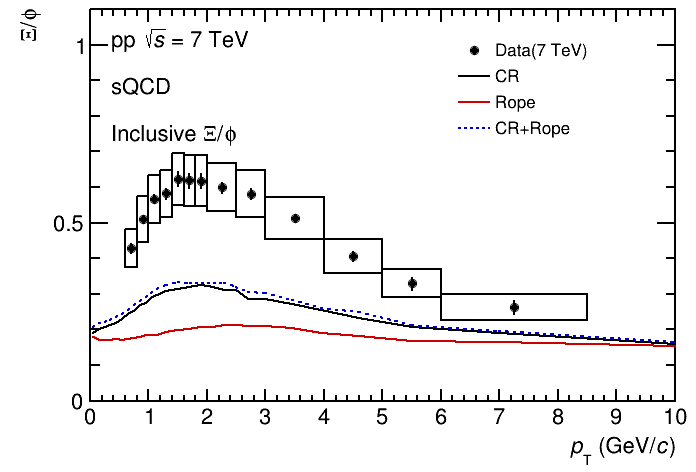 Ξ/ϕ
pp √s = 7 TeV
sQCD
Inclusive Ξ/ϕ
Data(7 TeV)
CR
Rope
CR+Rope
1
0.5
0
0 1 2 3 4 5 6 7 8 9 10
p_T (GeV/c)